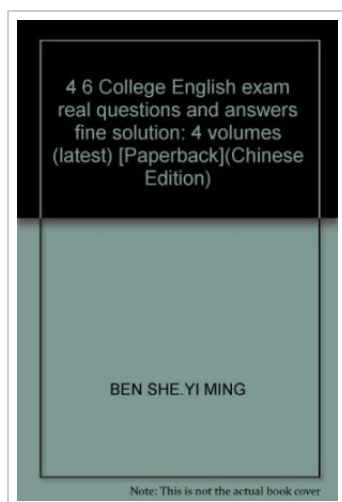 4 6 College English exam
real questions and answers
fine solution: 4 volumes
(latest) [Paperback](Chinese
Edition)
BEN SHE.YI MING
Note: This is not the actual book cover